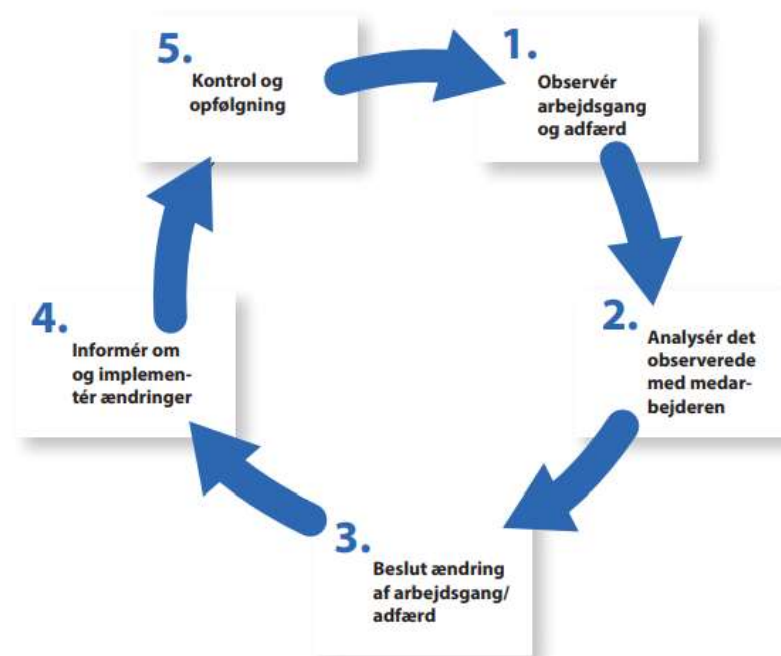 1.
Observér
arbejdsgang
og adfærd
2.
Analysér det
observerede
med medar-
bejderen
3.
Beslut ændring
af arbejdsgang/
adfærd
4.
Informér om
og implemen-
tér ændringer
5.
Kontrol og
opfølgning